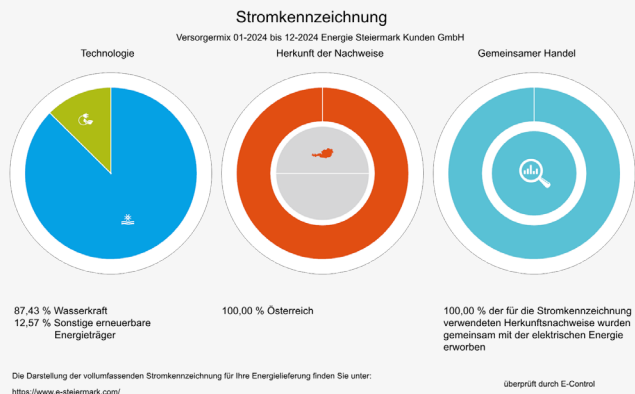 Stromkennzeichnung
Versorgermix 01-2024 bis 12-2024 Energie Steiermark Kunden GmbH
Technologie
Herkunft der Nachweise
Gemeinsamer Handel
87,43 % Wasserkraft
12,57 % Sonstige erneuerbare
Energieträger
100,00 % Österreich
100,00 % der für die Stromkennzeichnung
verwendeten Herkunftsnachweise wurden
gemeinsam mit der elektrischen Energie
erworben
Die Darstellung der vollumfassenden Stromkennzeichnung für Ihre Energielieferung finden Sie unter:
https://www.e-steiermark.com/
überprüft durch E-Control